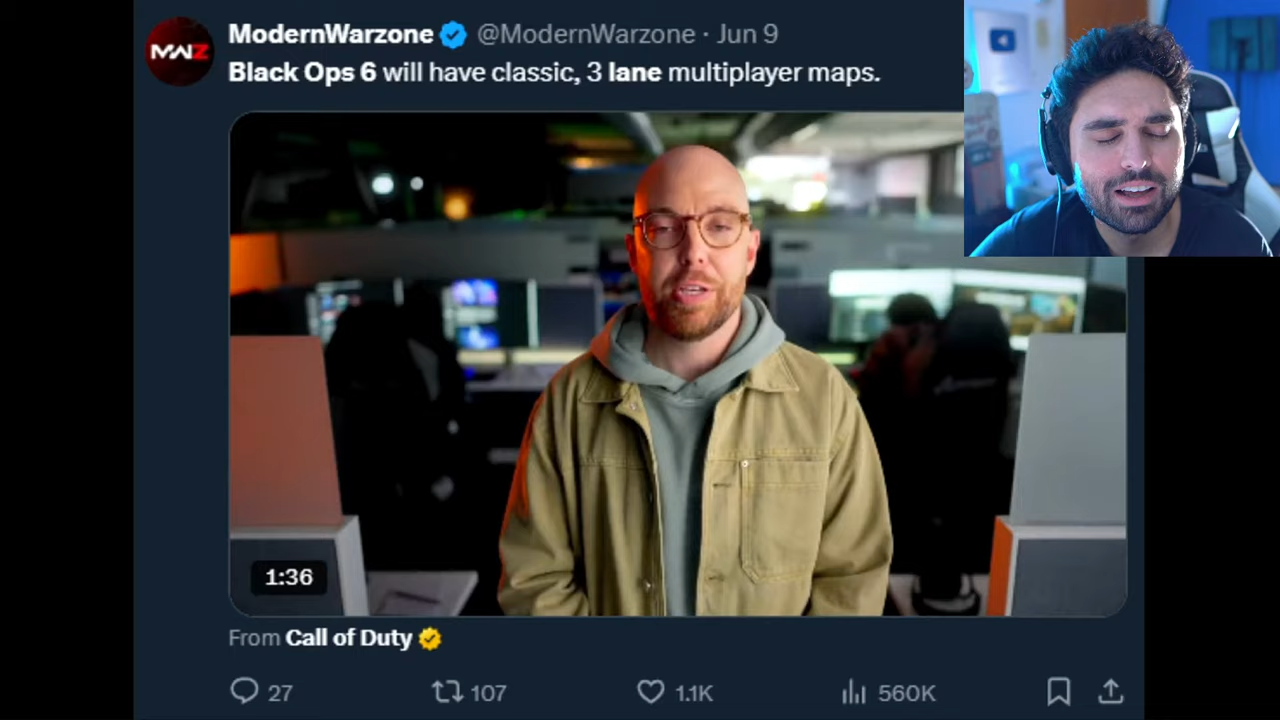 MWZ
ModernWarzone @ModernWarzone · Jun 9
Black Ops 6 will have classic, 3 lane multiplayer maps.
1:36
From Call of Duty
27 107 1.1K 560K